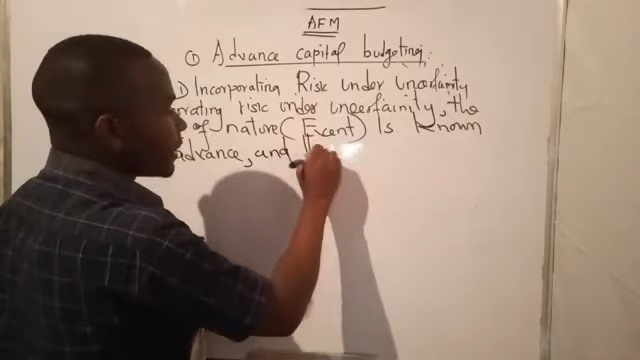 AFM
① Advance capital budgeting.
) Incorporating Risk under uncertainity
rating risk under uncertainity, the
of nature (Event) Is known
advance, and